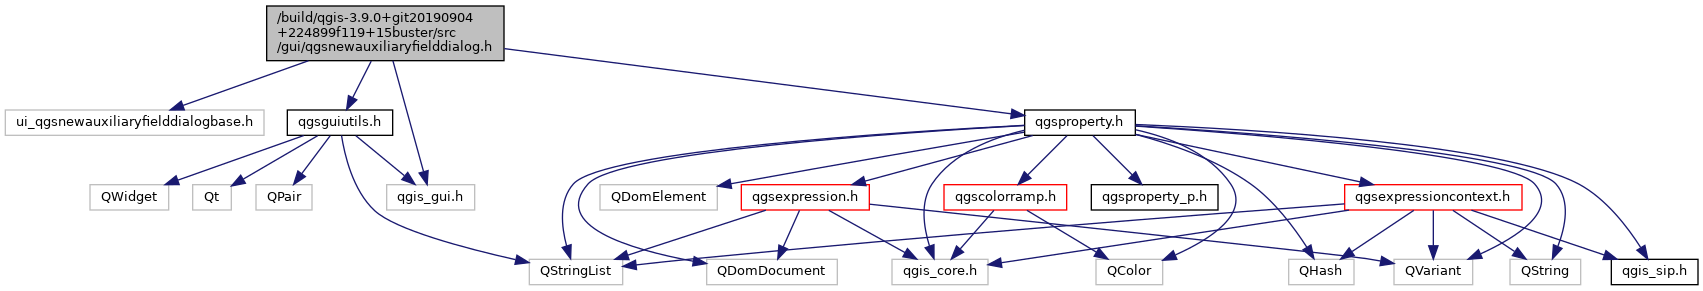 /build/qgis-3.9.0+git20190904
+224899f119+15buster/src
/gui/qgsnewauxiliaryfielddialog.h
ui_qgsnewauxiliaryfielddialogbase.h
qgsguiutils.h
qgsproperty.h
QWidget
Qt
QPair
qgis_gui.h
QDomElement
qgsexpression.h
qgscolorramp.h
qgsproperty_p.h
qgsexpressioncontext.h
QStringList
QDomDocument
qgis_core.h
QColor
QHash
QVariant
QString
qgis_sip.h